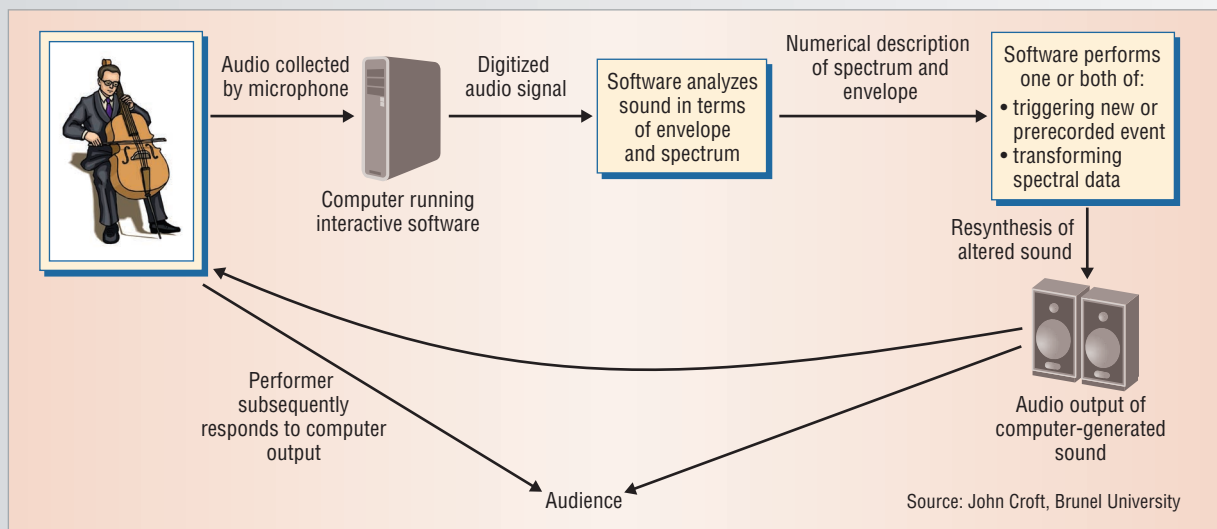 Audio collected
by microphone
Computer running
interactive software
Digitized
audio signal
Software analyzes
sound in terms
of envelope
and spectrum
Numerical description
of spectrum and
envelope
Software performs
one or both of:
• triggering new or
prerecorded event
• transforming
spectral data
Resynthesis of
altered sound
Audio output of
computer-generated
sound
Performer
subsequently
responds to computer
output
Audience
Source: John Croft, Brunel University